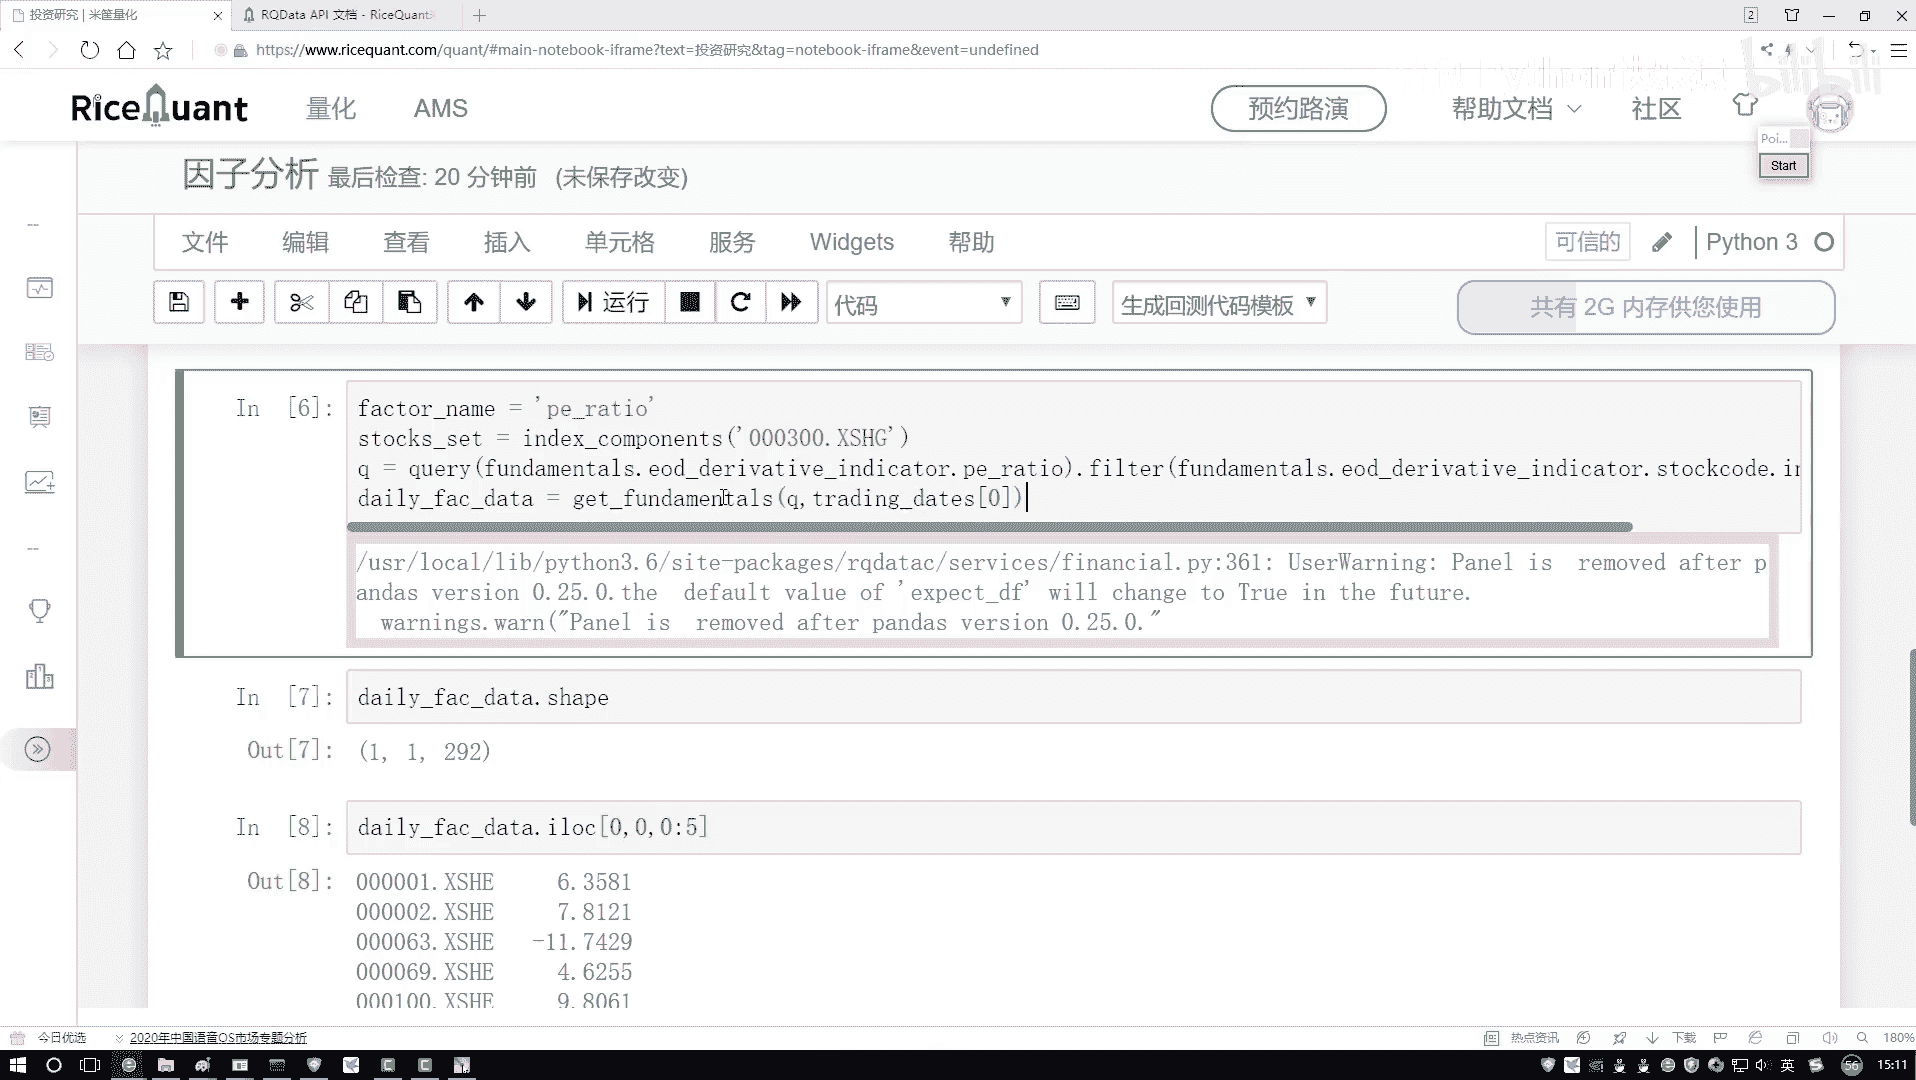 投资研究 | 米筐量化
RQData API 文档 - RiceQuant
2
https://www.ricequant.com/quant/#main-notebook-iframe?text=投资研究&tag=notebook-iframe&event=undefined
bilibili
RiceQuant
量化
AMS
预约路演
帮助文档
社区
Poi...
Start
因子分析 最后检查: 20 分钟前 (未保存改变)
文件 编辑 查看 插入 单元格 服务 Widgets 帮助
可信的
Python 3
运行
代码
生成回测代码模板
共有 2G 内存供您使用
In [6]:
factor_name = 'pe_ratio'
stocks_set = index_components('000300.XSHG')
q = query(fundamentals.eod_derivative_indicator.pe_ratio).filter(fundamentals.eod_derivative_indicator.stockcode.in
daily_fac_data = get_fundamentals(q,trading_dates[0])
/usr/local/lib/python3.6/site-packages/rqdatac/services/financial.py:361: UserWarning: Panel is  removed after p
andas version 0.25.0.the  default value of 'expect_df' will change to True in the future.
  warnings.warn("Panel is  removed after pandas version 0.25.0."
In [7]:
daily_fac_data.shape
Out[7]:
(1, 1, 292)
In [8]:
daily_fac_data.iloc[0,0,0:5]
Out[8]:
000001.XSHE     6.3581
000002.XSHE     7.8121
000063.XSHE   -11.7429
000069.XSHE     4.6255
000100.XSHE     9.8061
今日优选
2020年中国语音OS市场专题分析
热点资讯
下载
180%
英
56
15:11